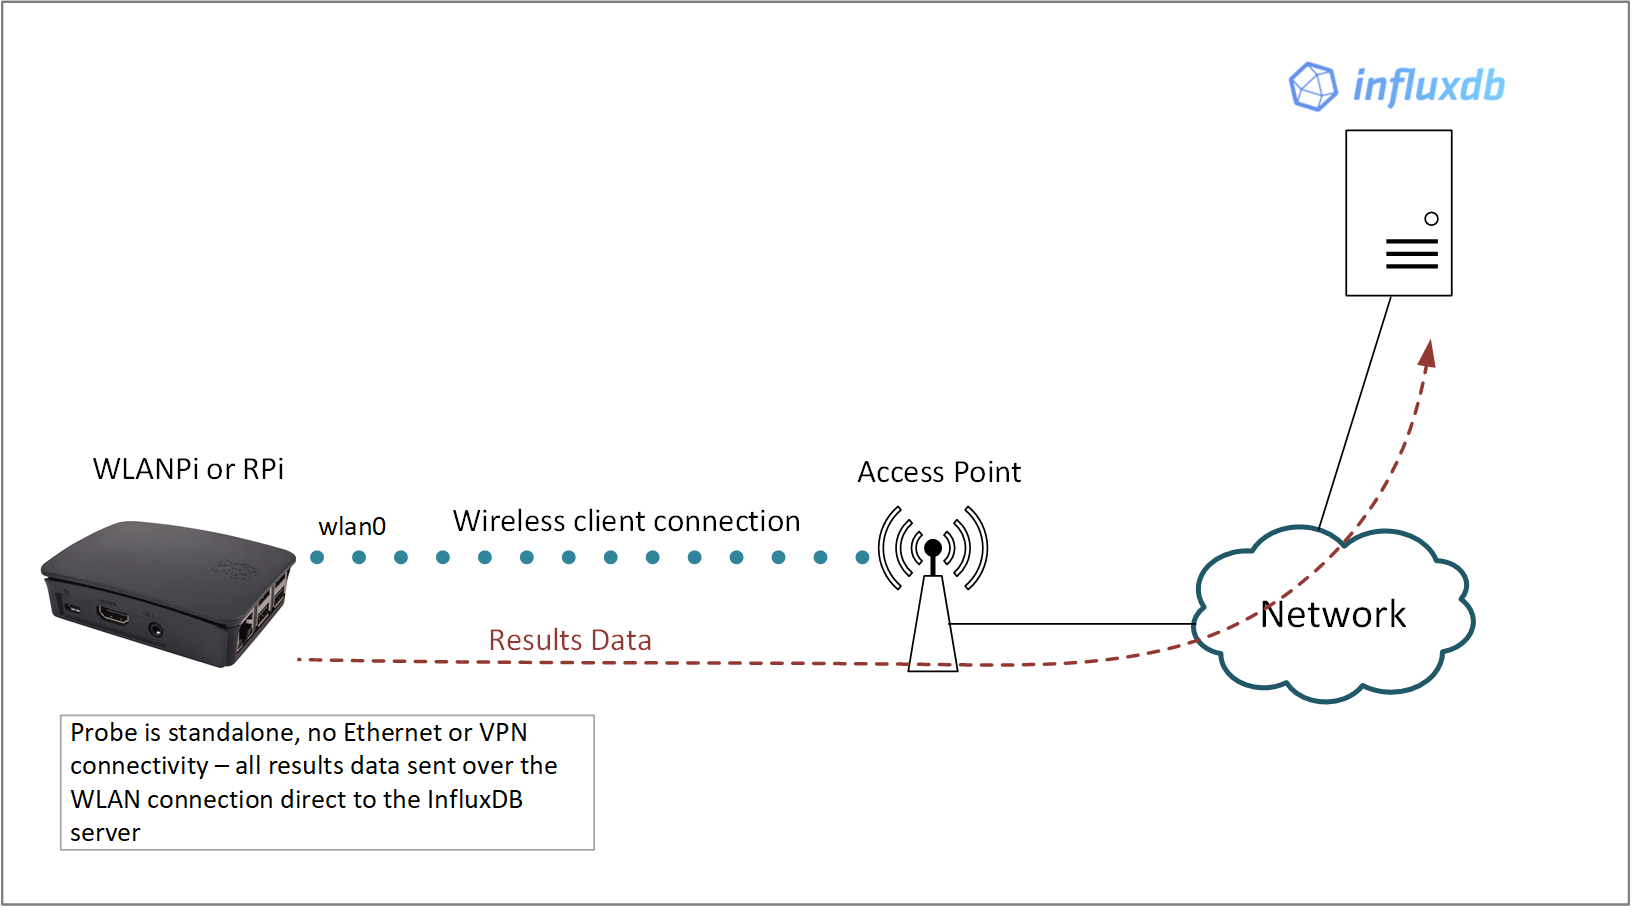 influxdb
WLANPi or RPi
Access Point
wlan0
Wireless client connection
Network
Results Data
Probe is standalone, no Ethernet or VPN
connectivity – all results data sent over the
WLAN connection direct to the InfluxDB
server